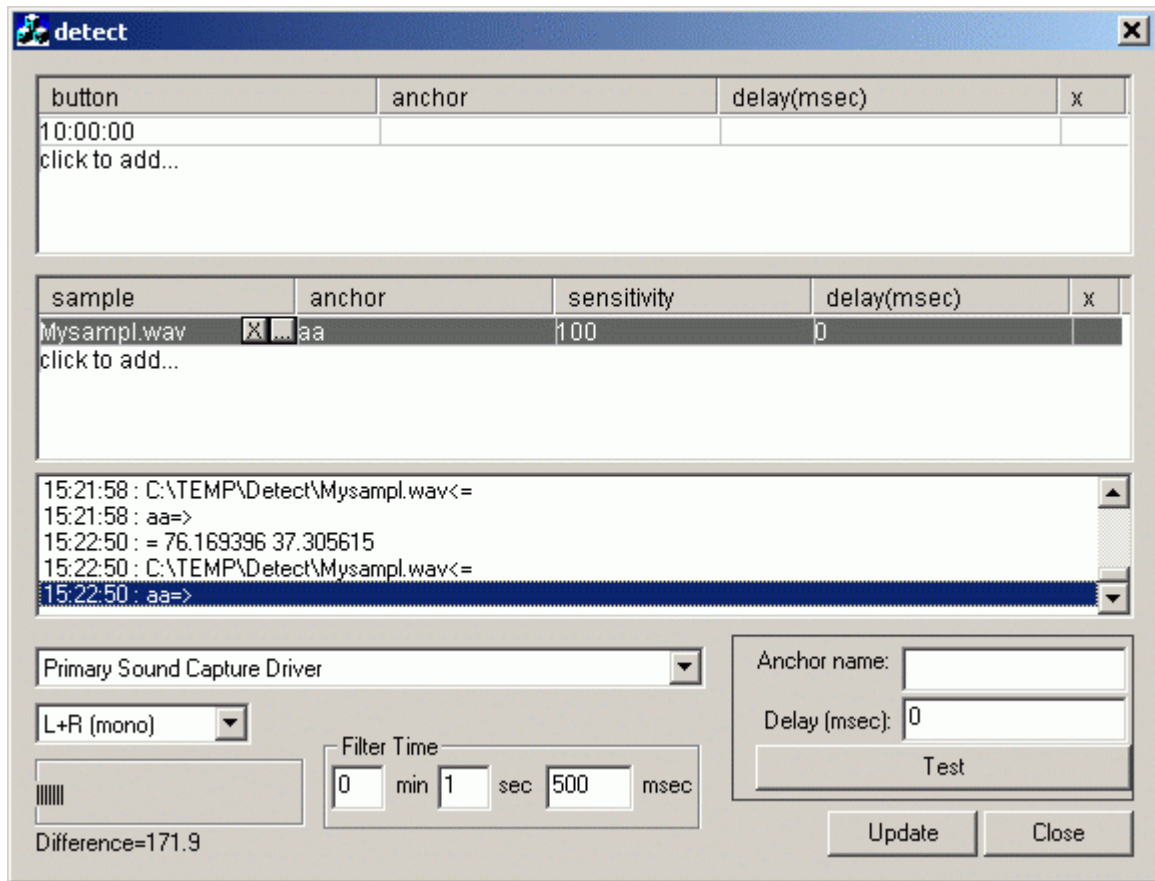 detect
button anchor delay(msec) x
10:00:00
click to add...
sample anchor sensitivity delay(msec) x
Mysampl.wav X ... aa 100 0
click to add...
15:21:58 : C:\TEMP\Detect\Mysampl.wav<=
15:21:58 : aa=>
15:22:50 : = 76.169396 37.305615
15:22:50 : C:\TEMP\Detect\Mysampl.wav<=
15:22:50 : aa=>
Primary Sound Capture Driver
L+R (mono)
Difference=171.9
Filter Time
0 min 1 sec 500 msec
Anchor name:
Delay (msec): 0
Test
Update Close